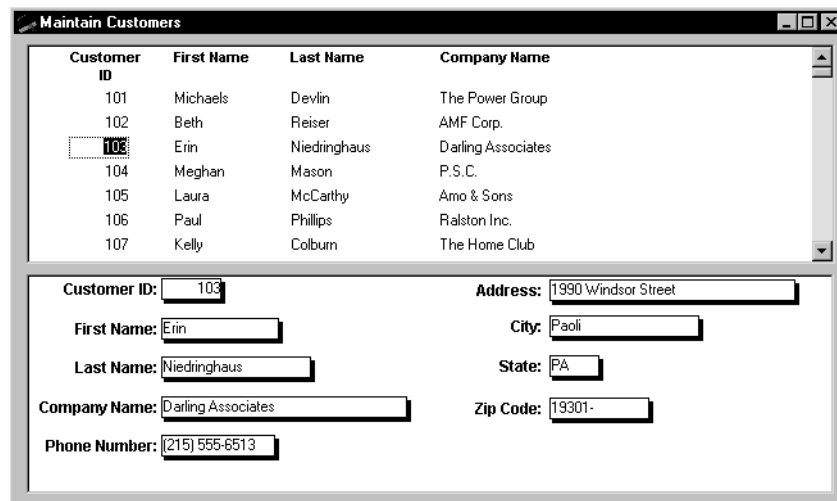 Maintain Customers
Customer ID First Name Last Name Company Name
101 Michaels Devlin The Power Group
102 Beth Reiser AMF Corp.
103 Erin Niedringhaus Darling Associates
104 Meghan Mason P.S.C.
105 Laura McCarthy Amo & Sons
106 Paul Phillips Ralston Inc.
107 Kelly Colburn The Home Club
Customer ID: 103 Address: 1990 Windsor Street
First Name: Erin City: Paoli
Last Name: Niedringhaus State: PA
Company Name: Darling Associates Zip Code: 19301-
Phone Number: (215) 555-6513